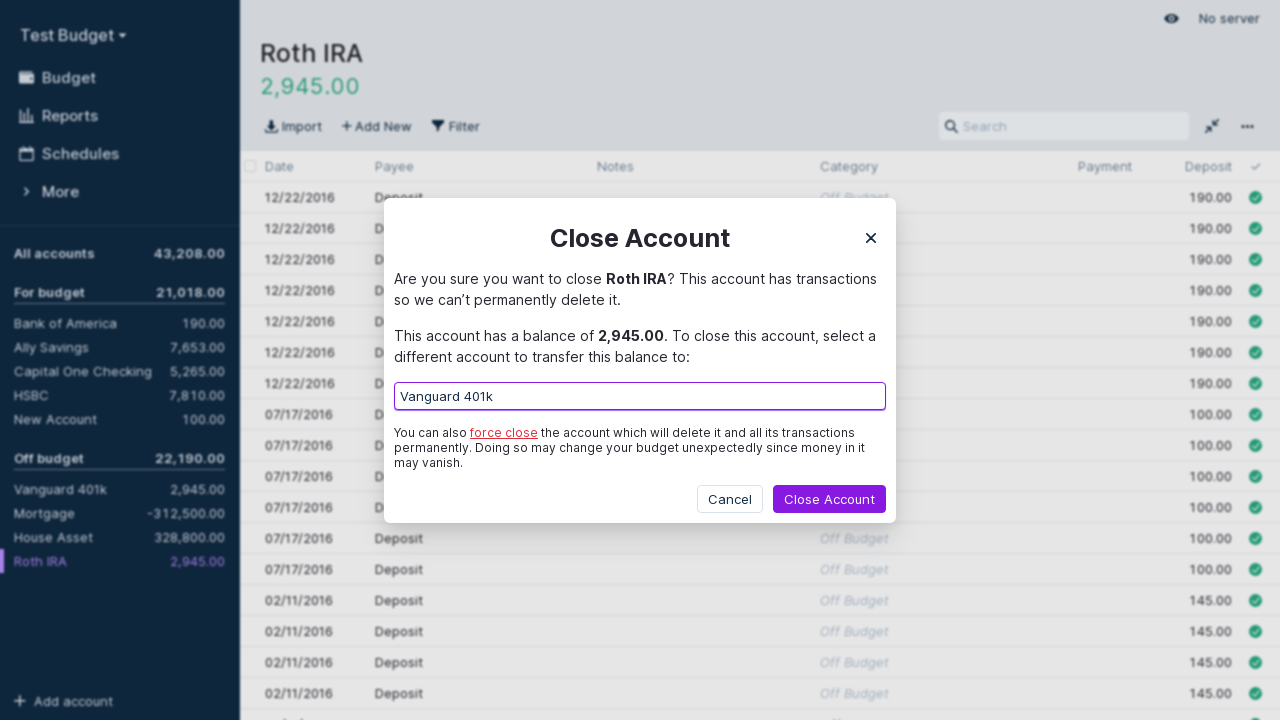 Test Budget
Budget
Reports
Schedules
More
All accounts 43,208.00
For budget 21,018.00
Bank of America 190.00
Ally Savings 7,653.00
Capital One Checking 5,265.00
HSBC 7,810.00
New Account 100.00
Off budget 22,190.00
Vanguard 401k 2,945.00
Mortgage -312,500.00
House Asset 328,800.00
Roth IRA 2,945.00
Add account
No server
Roth IRA
2,945.00
Import Add New Filter Search
Date Payee Notes Category Payment Deposit
12/22/2016 Deposit Off Budget 190.00
12/22/2016 190.00
12/22/2016 190.00
12/22/2016 190.00
12/22/2016 190.00
12/22/2016 190.00
12/22/2016 190.00
07/17/2016 100.00
07/17/2016 100.00
07/17/2016 100.00
07/17/2016 100.00
07/17/2016 Deposit Off Budget 100.00
07/17/2016 Deposit Off Budget 100.00
02/11/2016 Deposit Off Budget 145.00
02/11/2016 Deposit Off Budget 145.00
02/11/2016 Deposit Off Budget 145.00
02/11/2016 Deposit Off Budget 145.00
Close Account
Are you sure you want to close Roth IRA? This account has transactions
so we can’t permanently delete it.
This account has a balance of 2,945.00. To close this account, select a
different account to transfer this balance to:
Vanguard 401k
You can also force close the account which will delete it and all its transactions
permanently. Doing so may change your budget unexpectedly since money in it
may vanish.
Cancel Close Account